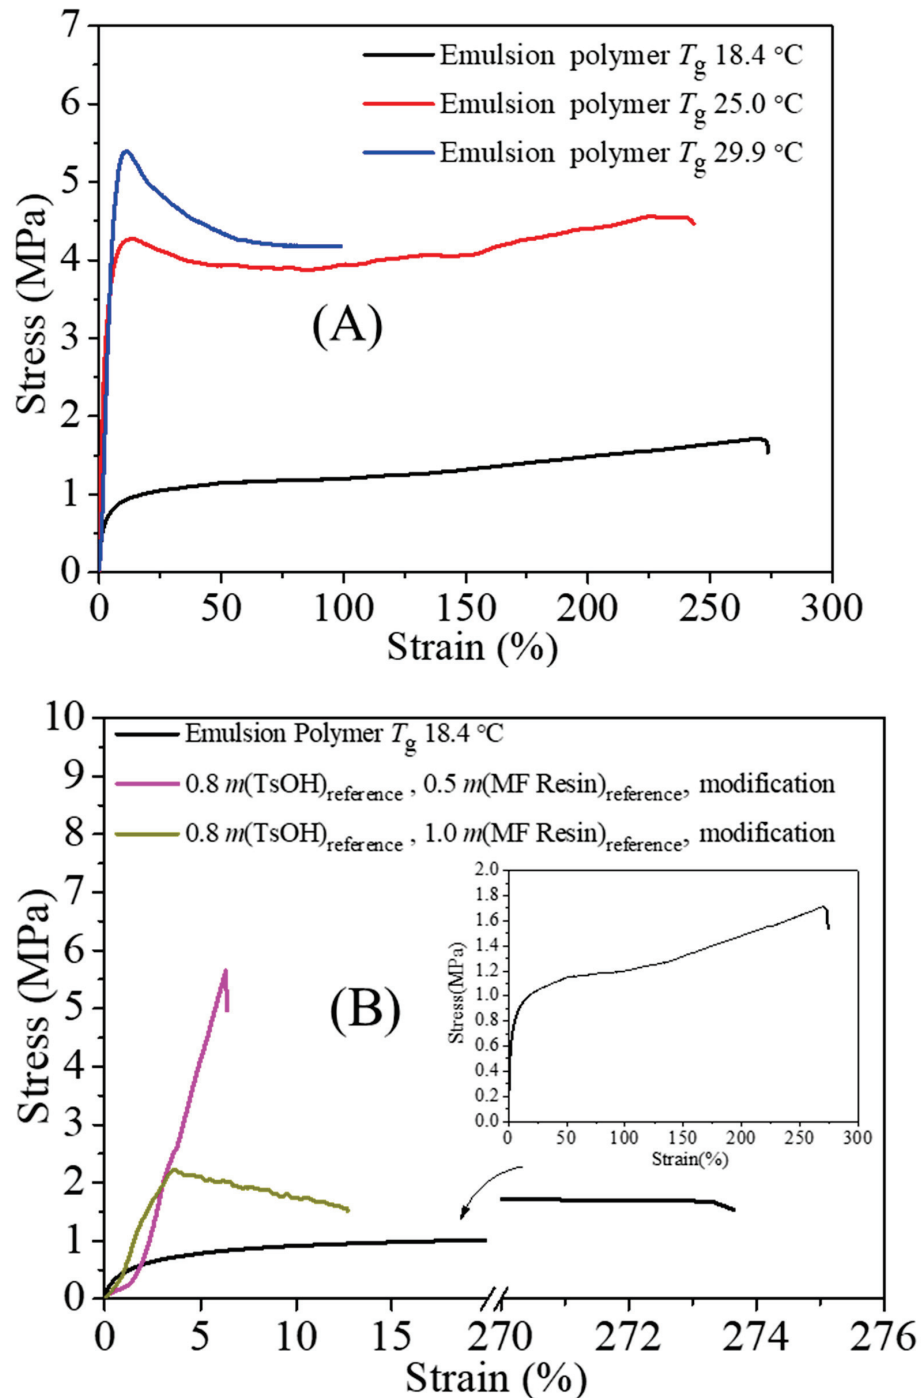 7
6
5
4
3
2
1
0
Stress (MPa)
Emulsion polymer Tg 18.4 °C
Emulsion polymer Tg 25.0 °C
Emulsion polymer Tg 29.9 °C
(A)
0 50 100 150 200 250 300
Strain (%)
10
9
8
7
6
5
4
3
2
1
0
Stress (MPa)
Emulsion Polymer Tg 18.4 °C
0.8 m(TsOH)reference , 0.5 m(MF Resin)reference, modification
0.8 m(TsOH)reference , 1.0 m(MF Resin)reference, modification
(B)
2.0
1.8
1.6
1.4
1.2
1.0
0.8
0.6
0.4
0.2
0.0
Stress(MPa)
0 50 100 150 200 250 300
Strain(%)
0 5 10 15 270 272 274 276
Strain (%)